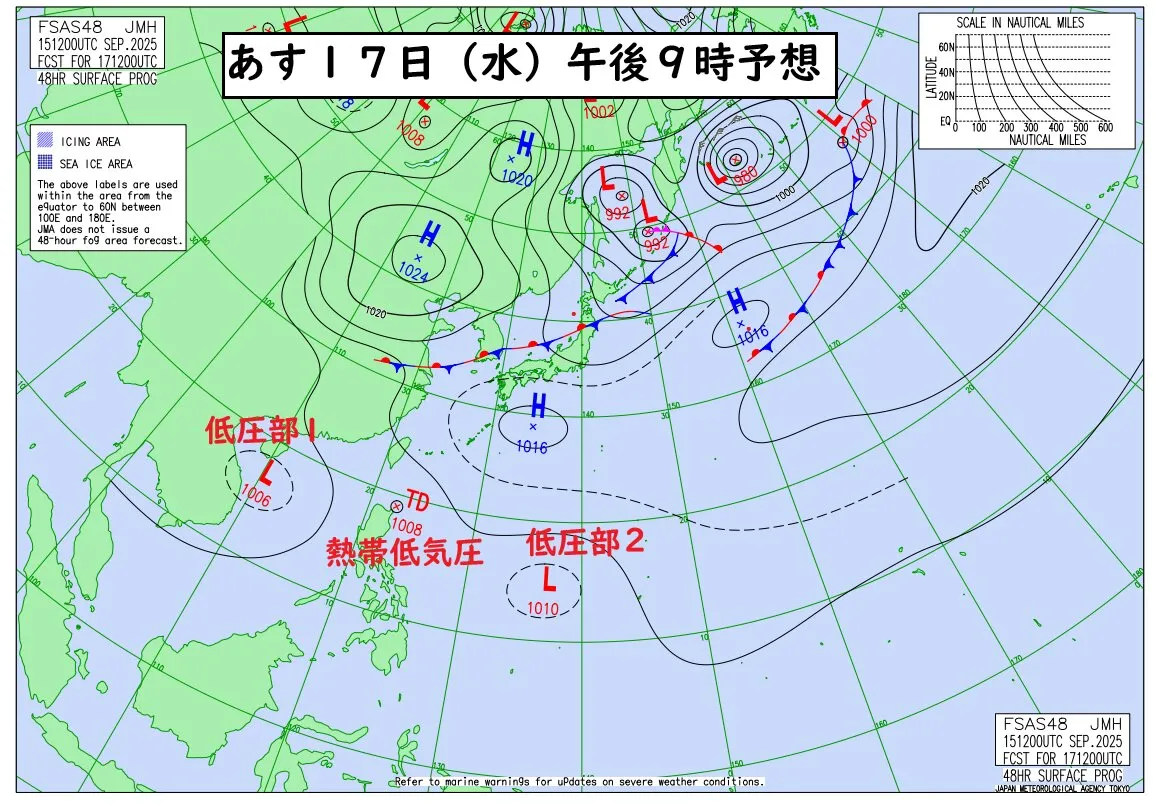 FSAS48 JMH
151200UTC SEP.2025
FCST FOR 171200UTC
48HR SURFACE PROG
あす１７日（水）午後９時予想
SCALE IN NAUTICAL MILES
LATITUDE
60N
40N
20N
EQ
0 100 200 300 400 500 600
NAUTICAL MILES
ICING AREA
SEA ICE AREA
The above labels are used
within the area from the
equator to 60N between
100E and 180E.
JMA does not issue a
48-hour fog area forecast.
1020
L
1008
H
1020
1002
L
980
L
1000
1000
1020
L
992
L
992
H
1024
1020
H
1016
H
1016
低圧部１
L
1006
TD
1008
熱帯低気圧
低圧部２
L
1010
FSAS48 JMH
151200UTC SEP.2025
FCST FOR 171200UTC
48HR SURFACE PROG
JAPAN METEOROLOGICAL AGENCY TOKYO
Refer to marine warnings for updates on severe weather conditions.